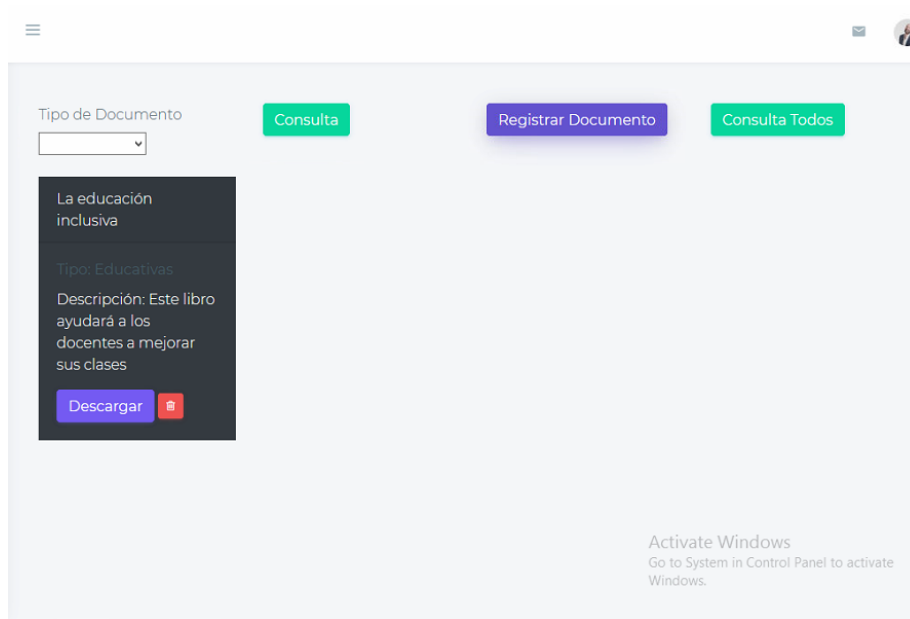 Tipo de Documento
Consulta
Registrar Documento
Consulta Todos
La educación
inclusiva
Tipo: Educativas
Descripción: Este libro
ayudará a los
docentes a mejorar
sus clases
Descargar
Activate Windows
Go to System in Control Panel to activate
Windows.